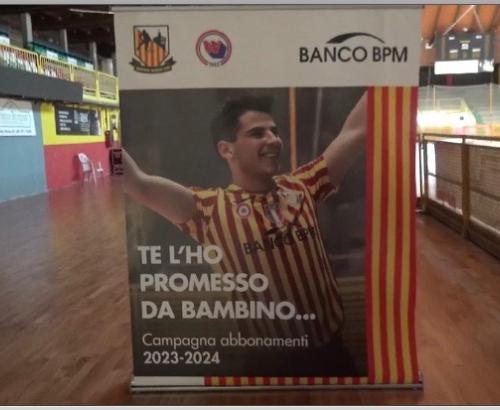 BANCO BPM
BANCO BPM
TE L'HO
PROMESSO
DA BAMBINO...
Campagna abbonamenti
2023-2024